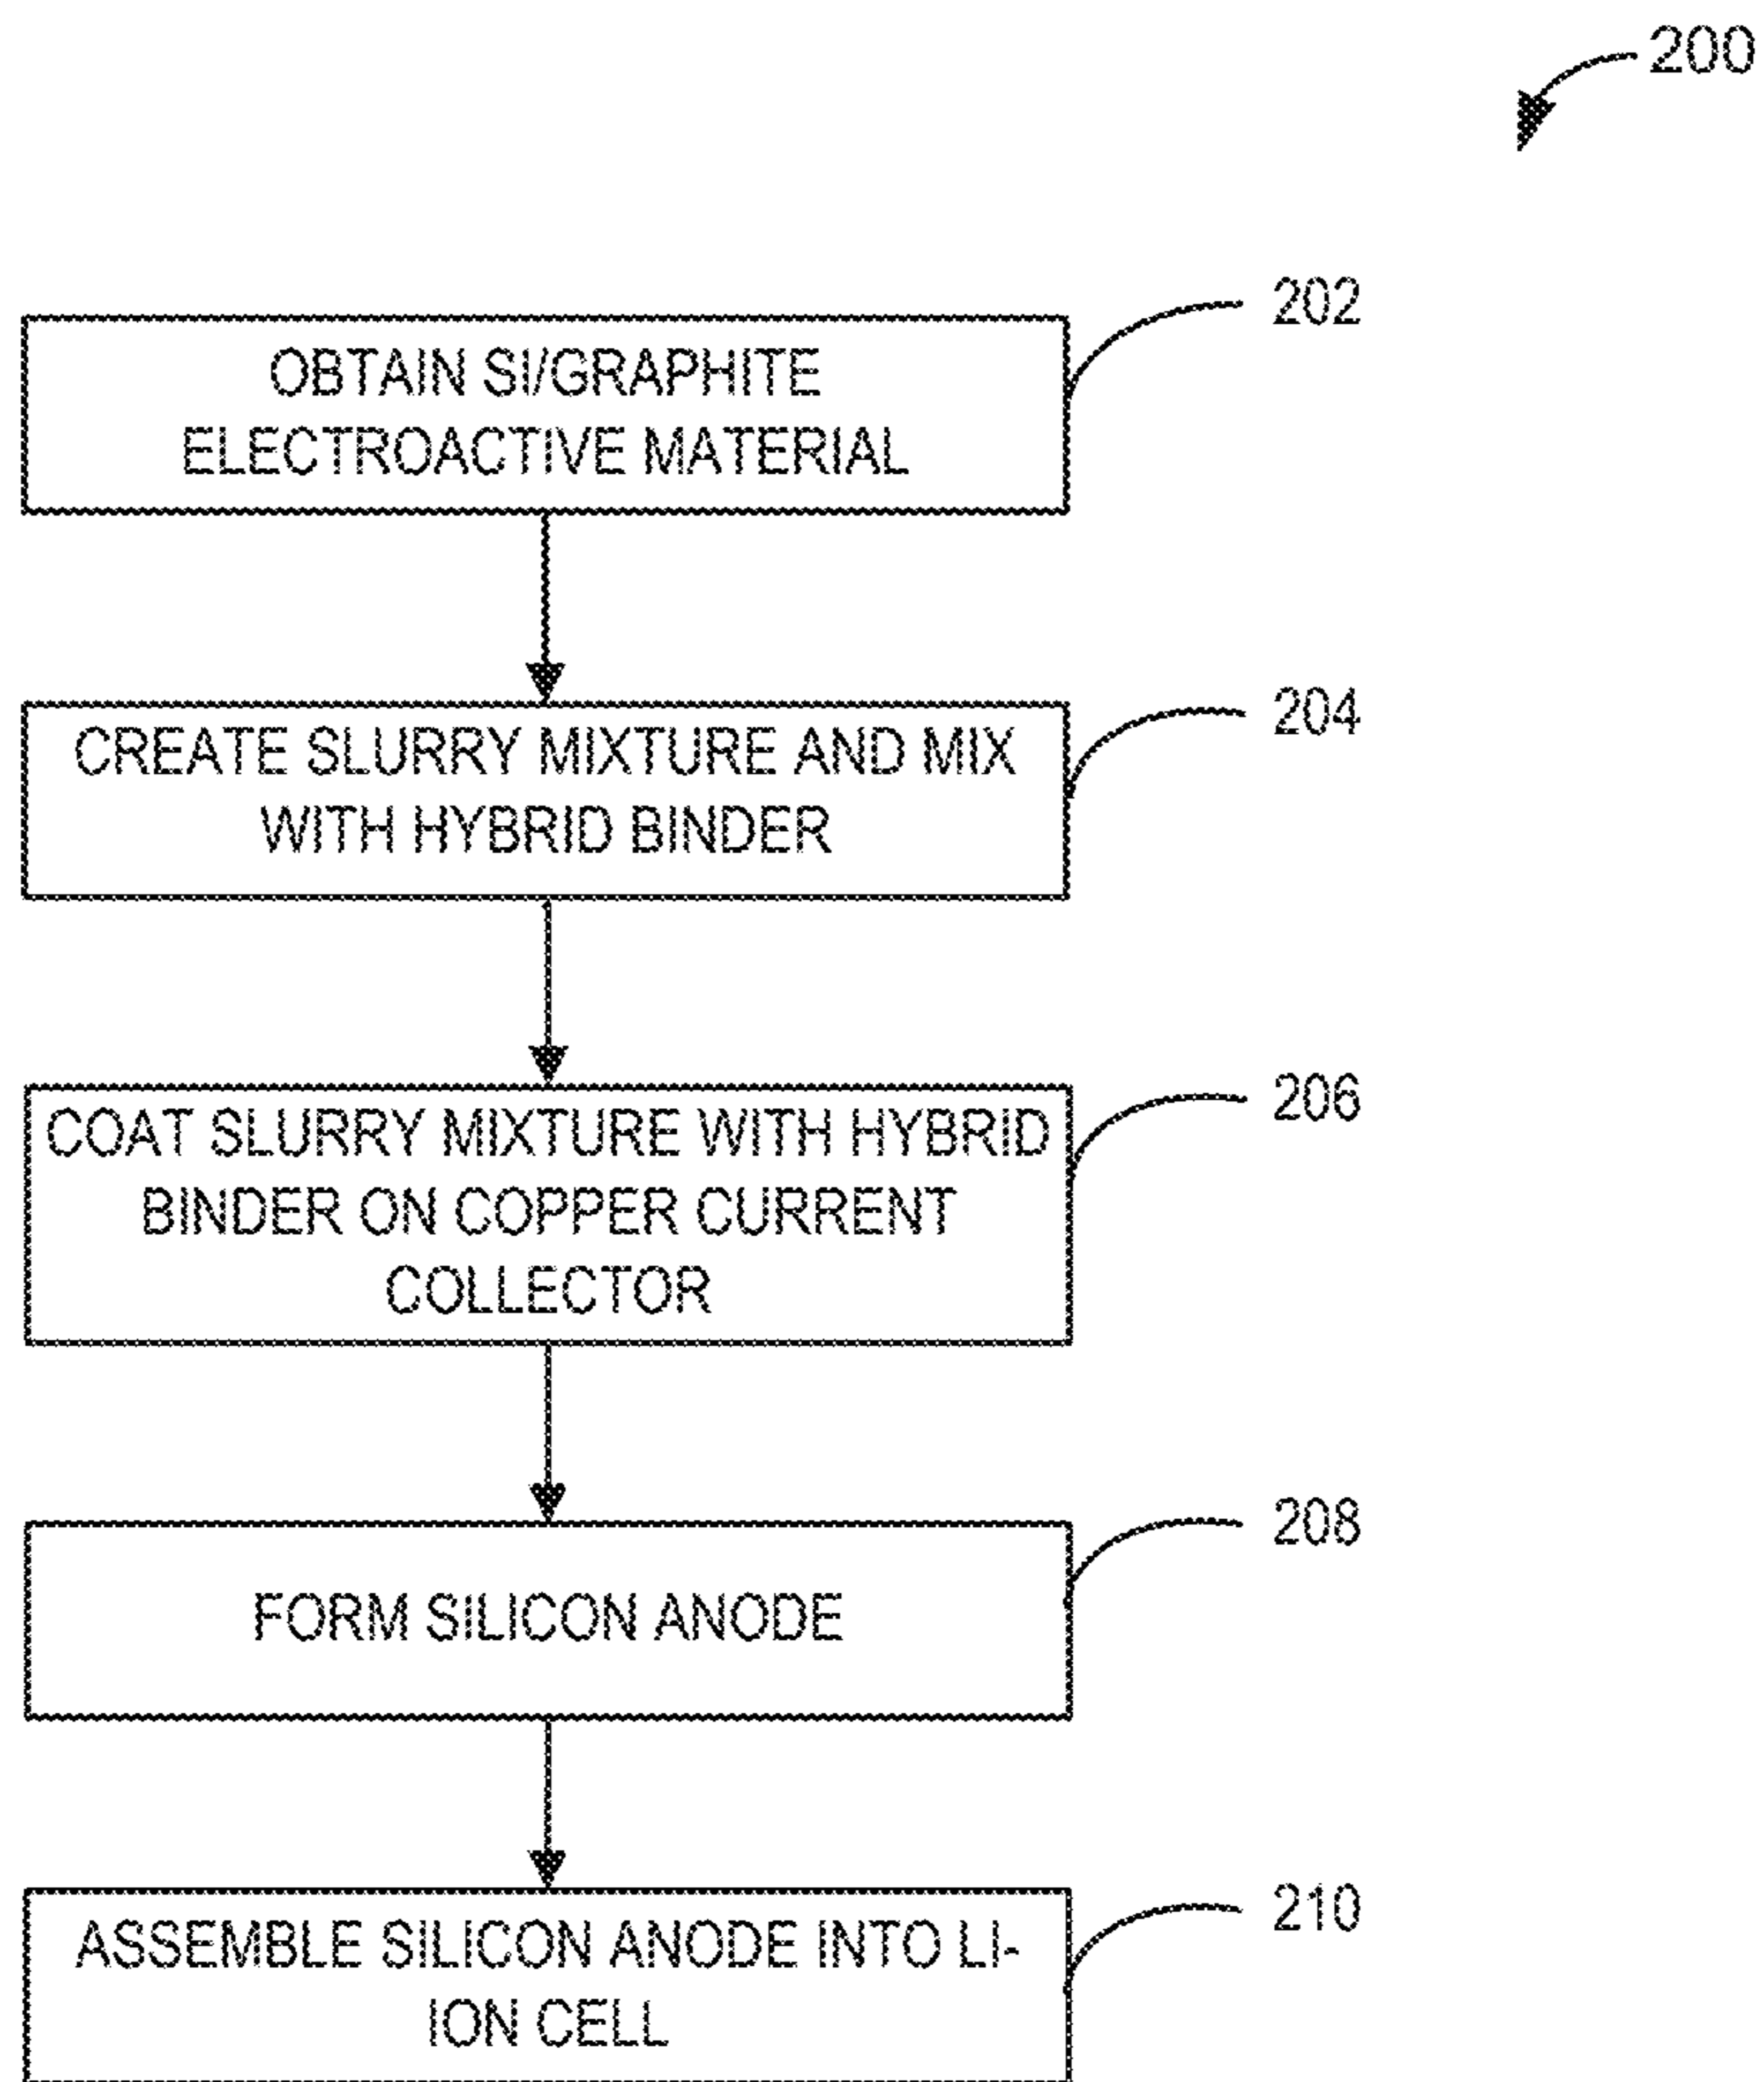 200
202
OBTAIN SI/GRAPHITE
ELECTROACTIVE MATERIAL
204
CREATE SLURRY MIXTURE AND MIX
WITH HYBRID BINDER
206
COAT SLURRY MIXTURE WITH HYBRID
BINDER ON COPPER CURRENT
COLLECTOR
208
FORM SILICON ANODE
210
ASSEMBLE SILICON ANODE INTO LI-
ION CELL